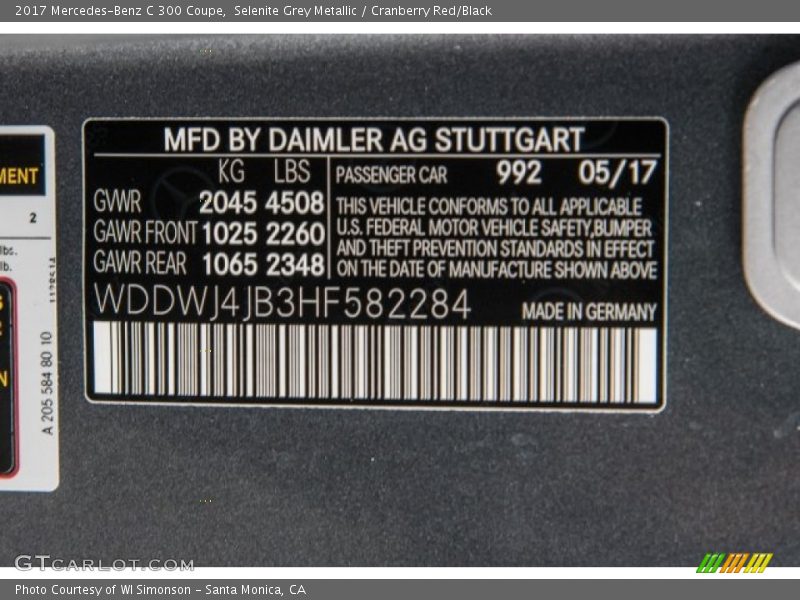 2017 Mercedes-Benz C 300 Coupe, Selenite Grey Metallic / Cranberry Red/Black
MFD BY DAIMLER AG STUTTGART
KG LBS
GWR 2045 4508
GAWR FRONT 1025 2260
GAWR REAR 1065 2348
PASSENGER CAR 992 05/17
THIS VEHICLE CONFORMS TO ALL APPLICABLE
U.S. FEDERAL MOTOR VEHICLE SAFETY,BUMPER
AND THEFT PREVENTION STANDARDS IN EFFECT
ON THE DATE OF MANUFACTURE SHOWN ABOVE
WDDWJ4JB3HF582284
MADE IN GERMANY
MENT
2
lbs.
lb.
N
A 205 584 80 10
GTCARLOT.COM
Photo Courtesy of WI Simonson - Santa Monica, CA